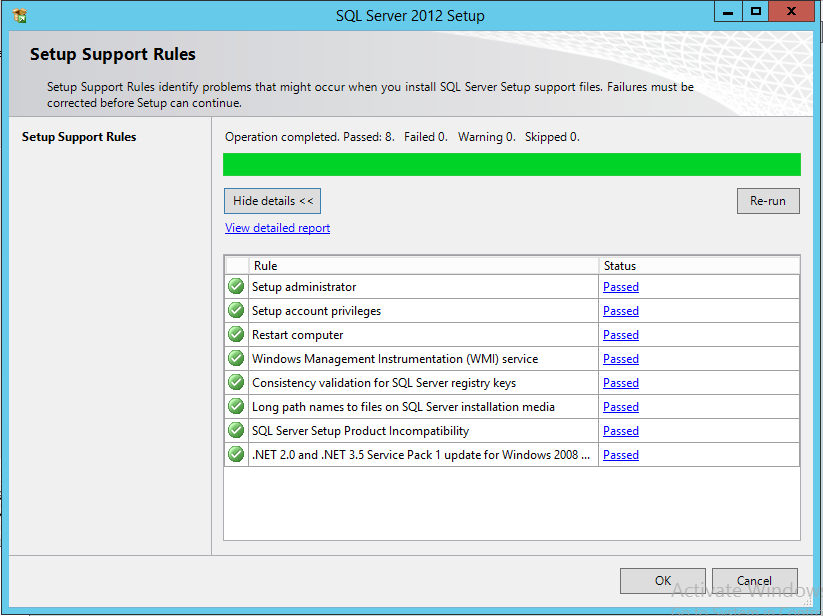 SQL Server 2012 Setup
Setup Support Rules
Setup Support Rules identify problems that might occur when you install SQL Server Setup support files. Failures must be
corrected before Setup can continue.
Setup Support Rules
Operation completed. Passed: 8. Failed 0. Warning 0. Skipped 0.
Hide details <<
Re-run
View detailed report
Rule Status
Setup administrator Passed
Setup account privileges Passed
Restart computer Passed
Windows Management Instrumentation (WMI) service Passed
Consistency validation for SQL Server registry keys Passed
Long path names to files on SQL Server installation media Passed
SQL Server Setup Product Incompatibility Passed
.NET 2.0 and .NET 3.5 Service Pack 1 update for Windows 2008 ... Passed
OK Cancel
Activate Window